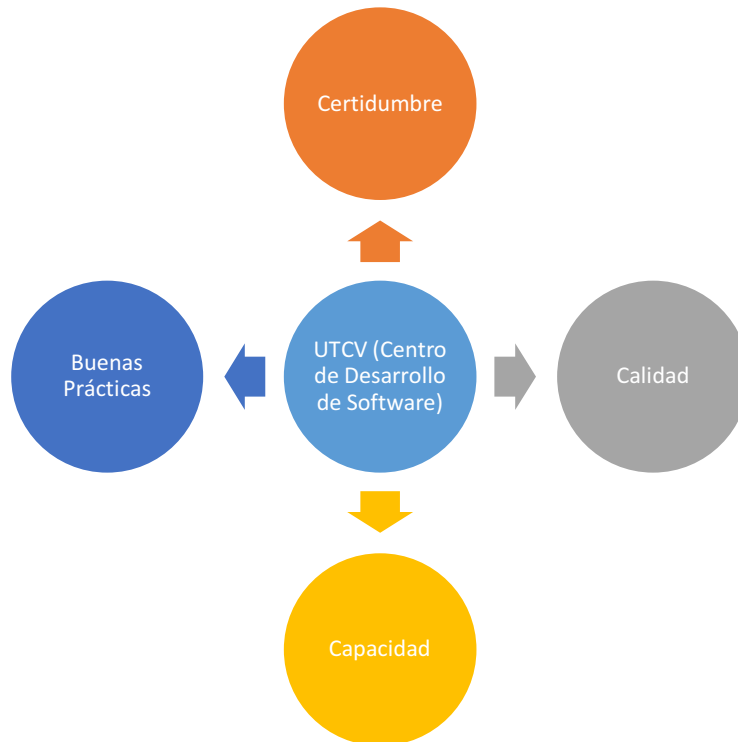 Certidumbre
Buenas
Prácticas
UTCV (Centro
de Desarrollo
de Software)
Calidad
Capacidad